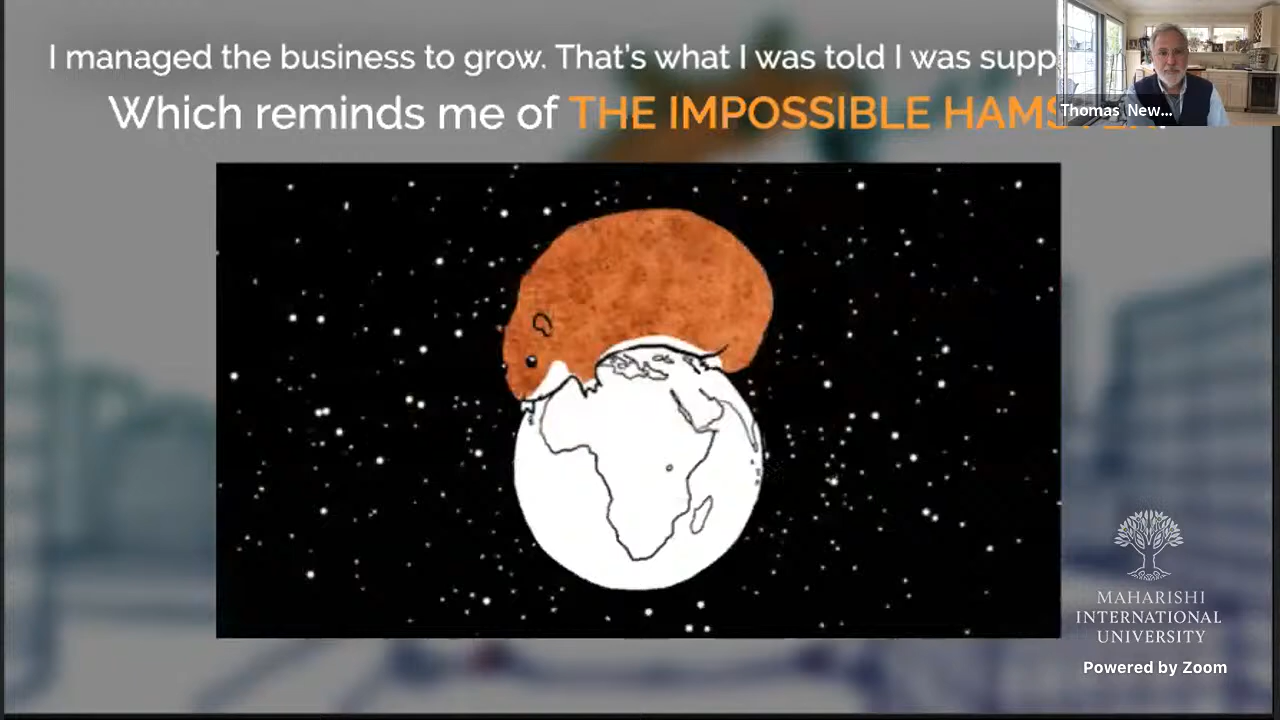 I managed the business to grow. That's what I was told I was supp
Which reminds me of THE IMPOSSIBLE
Thomas New...
MAHARISHI
INTERNATIONAL
UNIVERSITY
Powered by Zoom